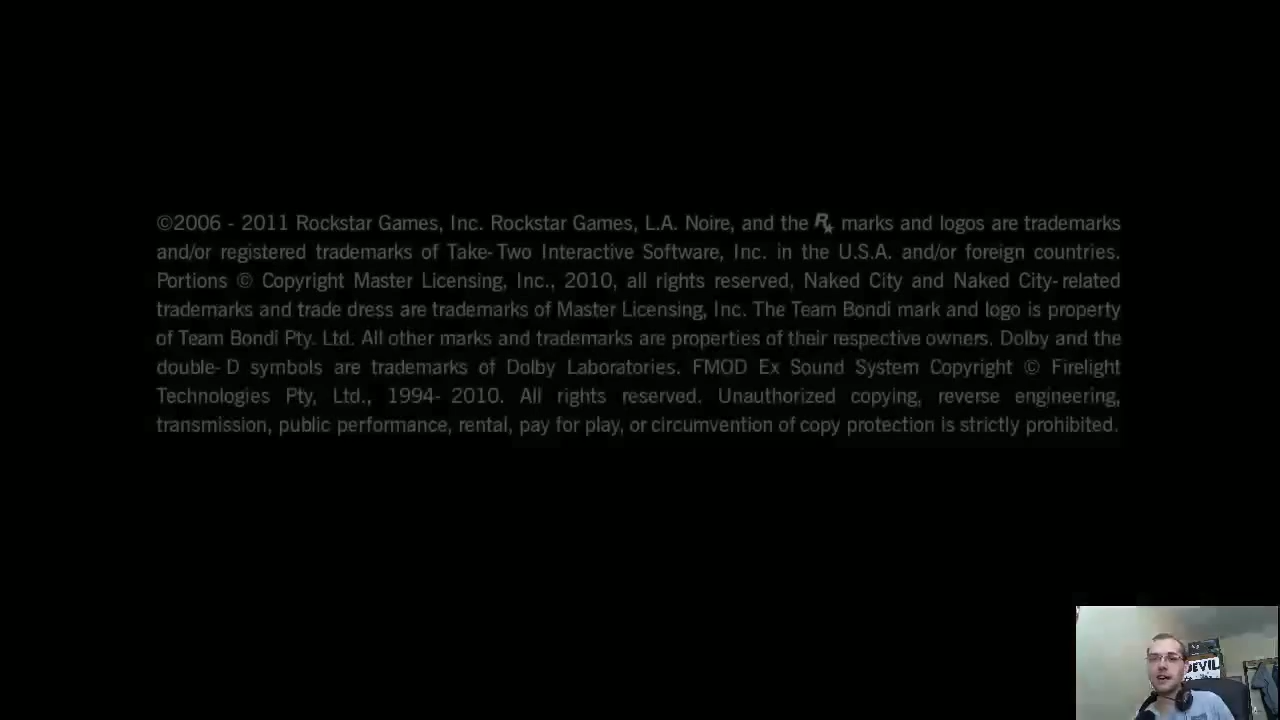 ©2006 - 2011 Rockstar Games, Inc. Rockstar Games, L.A. Noire, and the R★ marks and logos are trademarks
and/or registered trademarks of Take-Two Interactive Software, Inc. in the U.S.A. and/or foreign countries.
Portions © Copyright Master Licensing, Inc., 2010, all rights reserved, Naked City and Naked City-related
trademarks and trade dress are trademarks of Master Licensing, Inc. The Team Bondi mark and logo is property
of Team Bondi Pty. Ltd. All other marks and trademarks are properties of their respective owners. Dolby and the
double- D symbols are trademarks of Dolby Laboratories. FMOD Ex Sound System Copyright © Firelight
Technologies Pty, Ltd., 1994- 2010. All rights reserved. Unauthorized copying, reverse engineering,
transmission, public performance, rental, pay for play, or circumvention of copy protection is strictly prohibited.
DEVIL